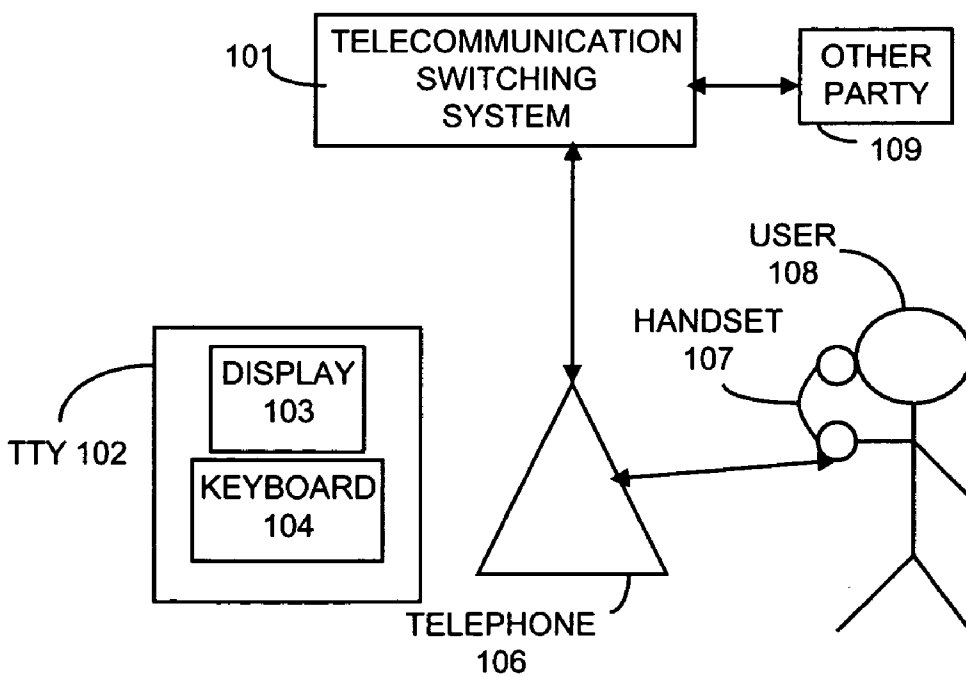 101
TELECOMMUNICATION
SWITCHING
SYSTEM
OTHER
PARTY
109
USER
108
HANDSET
107
DISPLAY
103
TTY 102
KEYBOARD
104
TELEPHONE
106